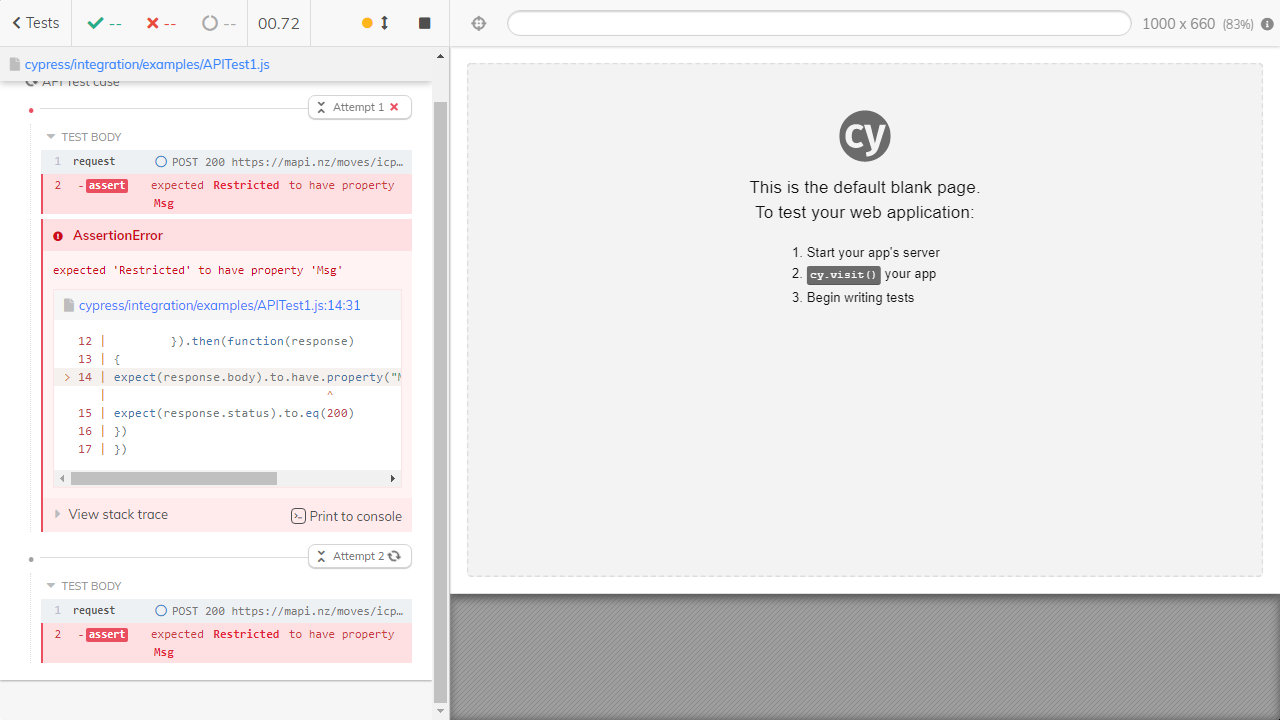 Tests -- -- -- 00.72
1000 x 660 (83%)
cypress/integration/examples/APITest1.js
API Test case
Attempt 1
TEST BODY
1 request POST 200 https://mapi.nz/moves/icp…
2 -assert expected Restricted to have property
Msg
AssertionError
expected 'Restricted' to have property 'Msg'
cypress/integration/examples/APITest1.js:14:31
12 | }).then(function(response)
13 | {
> 14 | expect(response.body).to.have.property("M
| ^
15 | expect(response.status).to.eq(200)
16 | })
17 | })
View stack trace
Print to console
Attempt 2
TEST BODY
1 request POST 200 https://mapi.nz/moves/icp…
2 -assert expected Restricted to have property
Msg
cy
This is the default blank page.
To test your web application:
1. Start your app's server
2. cy.visit() your app
3. Begin writing tests